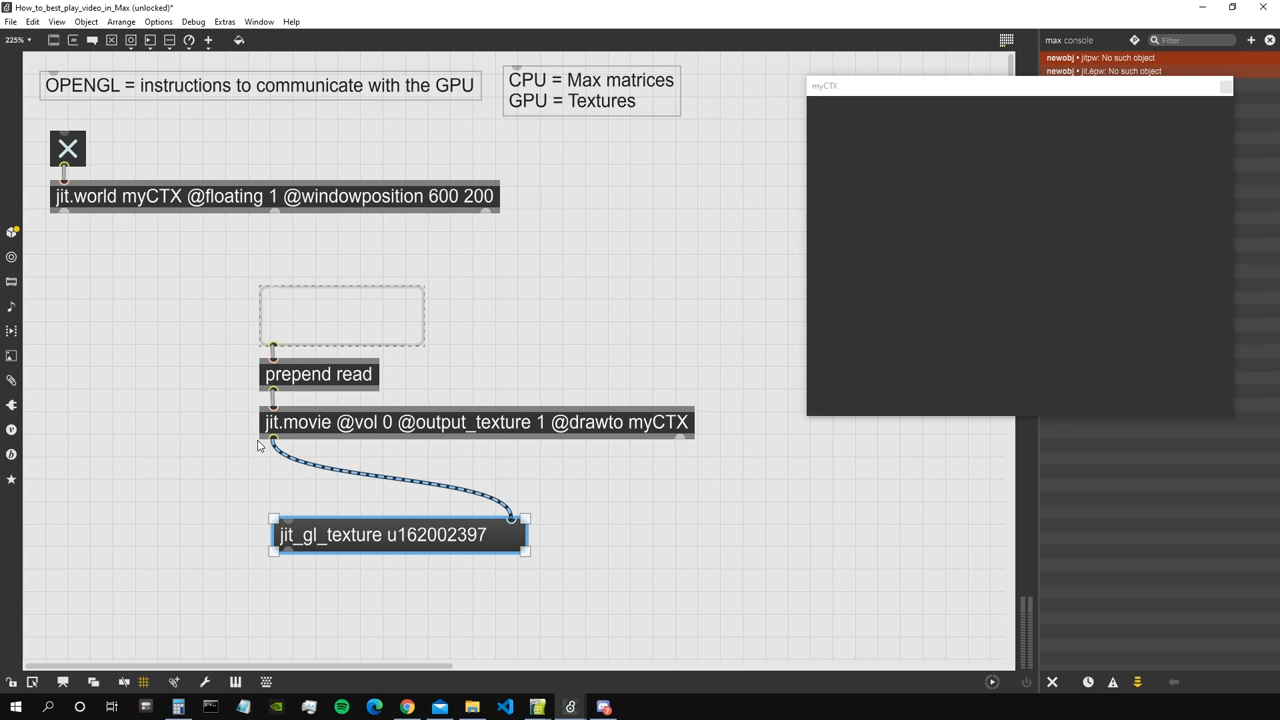 How_to_best_play_video_in_Max (unlocked)*
File Edit View Object Arrange Options Debug Extras Window Help
225%
max console
Filter
newobj • jitpw: No such object
newobj • jit.epw: No such object
OPENGL = instructions to communicate with the GPU
CPU = Max matrices
GPU = Textures
myCTX
jit.world myCTX @floating 1 @windowposition 600 200
prepend read
jit.movie @vol 0 @output_texture 1 @drawto myCTX
jit_gl_texture u162002397